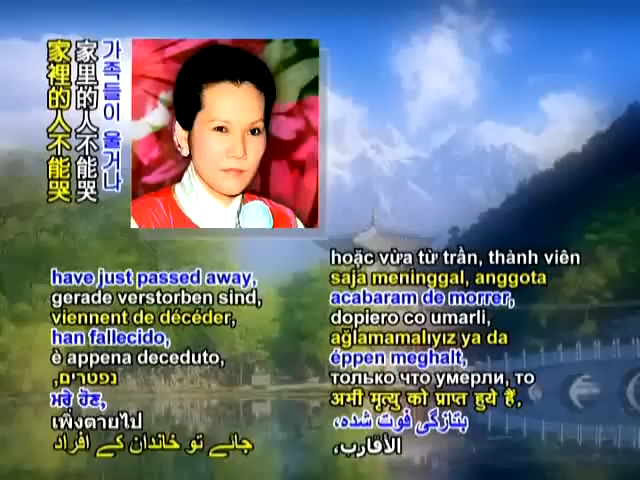 家裡的人不能哭
家里的人不能哭
가족들이 울거나
have just passed away,
gerade verstorben sind,
viennent de décéder,
han fallecido,
è appena deceduto,
נפטרים,
ਮਰੇ ਹੋਣ,
เพิ่งตายไป
جائے تو خاندان کے افراد
hoặc vừa từ trần, thành viên
saja meninggal, anggota
acabaram de morrer,
dopiero co umarli,
ağlamamalıyız ya da
éppen meghalt,
только что умерли, то
अभी मृत्यु को प्राप्त हुये हैं,
بتازگی فوت شده،
الأقارب،